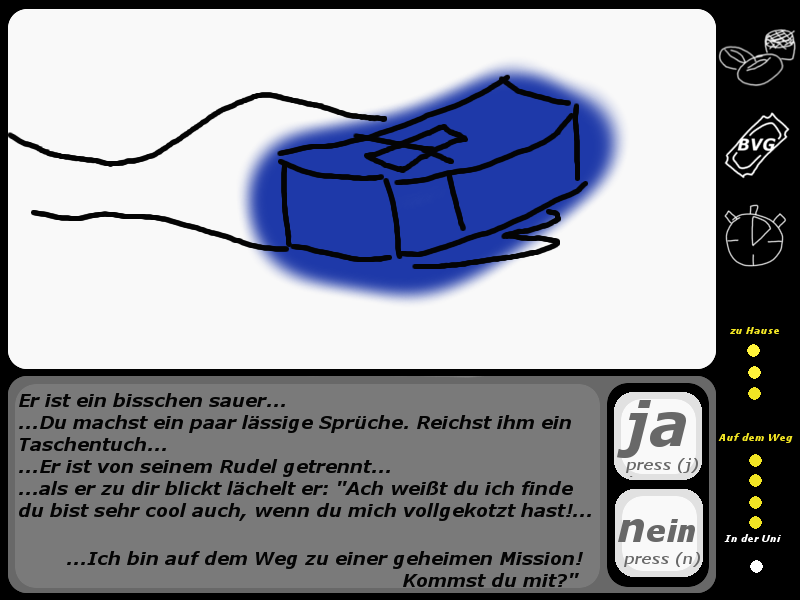 Er ist ein bisschen sauer...
...Du machst ein paar lässige Sprüche. Reichst ihm ein
Taschentuch...
...Er ist von seinem Rudel getrennt...
...als er zu dir blickt lächelt er: "Ach weißt du ich finde
du bist sehr cool auch, wenn du mich vollgekotzt hast!...
...Ich bin auf dem Weg zu einer geheimen Mission!
Kommst du mit?"
ja
press (j)
nein
press (n)
BVG
zu Hause
Auf dem Weg
In der Uni